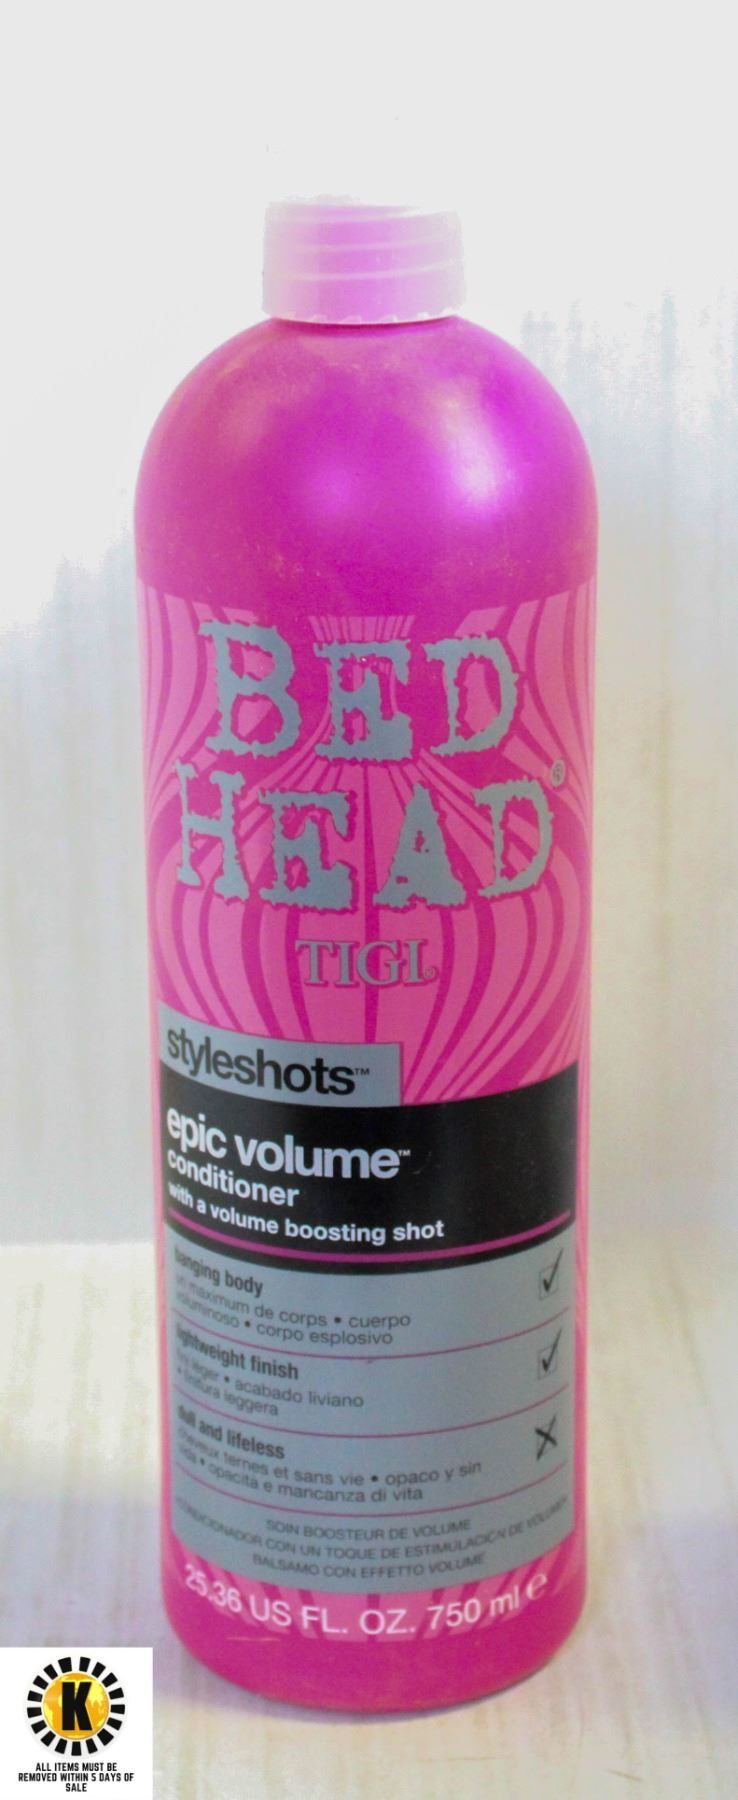 BED
HEAD®
TIGI®
styleshots™
epic volume™
conditioner
with a volume boosting shot
banging body
un maximum de corps • cuerpo
voluminoso • corpo esplosivo
lightweight finish
fini léger • acabado liviano
• finitura leggera
dull and lifeless
cheveux ternes et sans vie • opaco y sin
vida • opacità e mancanza di vita
SOIN BOOSTEUR DE VOLUME
CONDICIONADOR CON UN TOQUE DE ESTIMULACIÓN DE VOLUMEN
BALSAMO CON EFFETTO VOLUME
25.36 US FL. OZ. 750 ml ℮
K
ALL ITEMS MUST BE
REMOVED WITHIN 5 DAYS OF
SALE